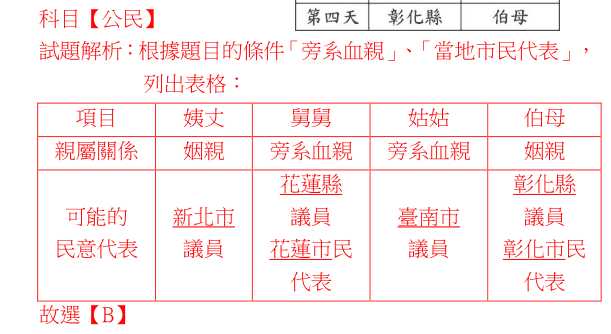 第四天 彰化縣 伯母
科目【公民】
試題解析：根據題目的條件「旁系血親」、「當地市民代表」，
列出表格：
項目 姨丈 舅舅 姑姑 伯母
親屬關係 姻親 旁系血親 旁系血親 姻親
可能的民意代表 新北市議員 花蓮縣議員花蓮市民代表 臺南市議員 彰化縣議員彰化市民代表
故選【B】